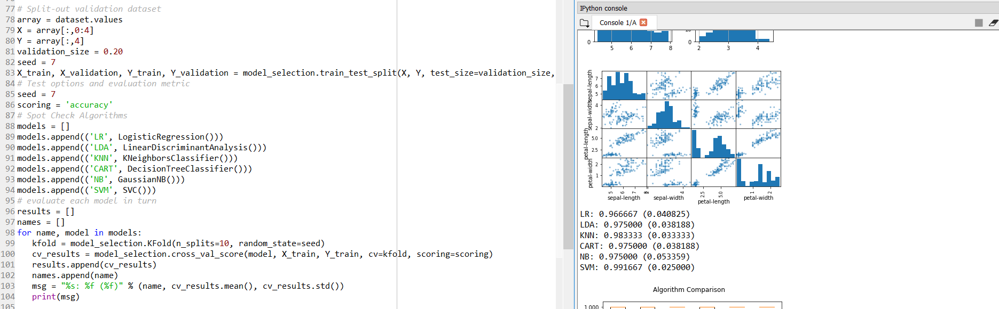 77 # Split-out validation dataset
78 array = dataset.values
79 X = array[:,0:4]
80 Y = array[:,4]
81 validation_size = 0.20
82 seed = 7
83 X_train, X_validation, Y_train, Y_validation = model_selection.train_test_split(X, Y, test_size=validation_size,
84 # Test options and evaluation metric
85 seed = 7
86 scoring = 'accuracy'
87 # Spot Check Algorithms
88 models = []
89 models.append(('LR', LogisticRegression()))
90 models.append(('LDA', LinearDiscriminantAnalysis()))
91 models.append(('KNN', KNeighborsClassifier()))
92 models.append(('CART', DecisionTreeClassifier()))
93 models.append(('NB', GaussianNB()))
94 models.append(('SVM', SVC()))
95 # evaluate each model in turn
96 results = []
97 names = []
98 for name, model in models:
99 kfold = model_selection.KFold(n_splits=10, random_state=seed)
100 cv_results = model_selection.cross_val_score(model, X_train, Y_train, cv=kfold, scoring=scoring)
101 results.append(cv_results)
102 names.append(name)
103 msg = "%s: %f (%f)" % (name, cv_results.mean(), cv_results.std())
104 print(msg)
105
IPython console
Console 1/A
0
5 6 7 8
0
2 3 4
sepal-length
7
6
5
sepal-width
4
2
petal-length
5.0
2.5
petal-width
2
1
5 6 7 8
2 4
2.5 5.0
1 2
sepal-length
sepal-width
petal-length
petal-width
LR: 0.966667 (0.040825)
LDA: 0.975000 (0.038188)
KNN: 0.983333 (0.033333)
CART: 0.975000 (0.038188)
NB: 0.975000 (0.053359)
SVM: 0.991667 (0.025000)
Algorithm Comparison
1.000